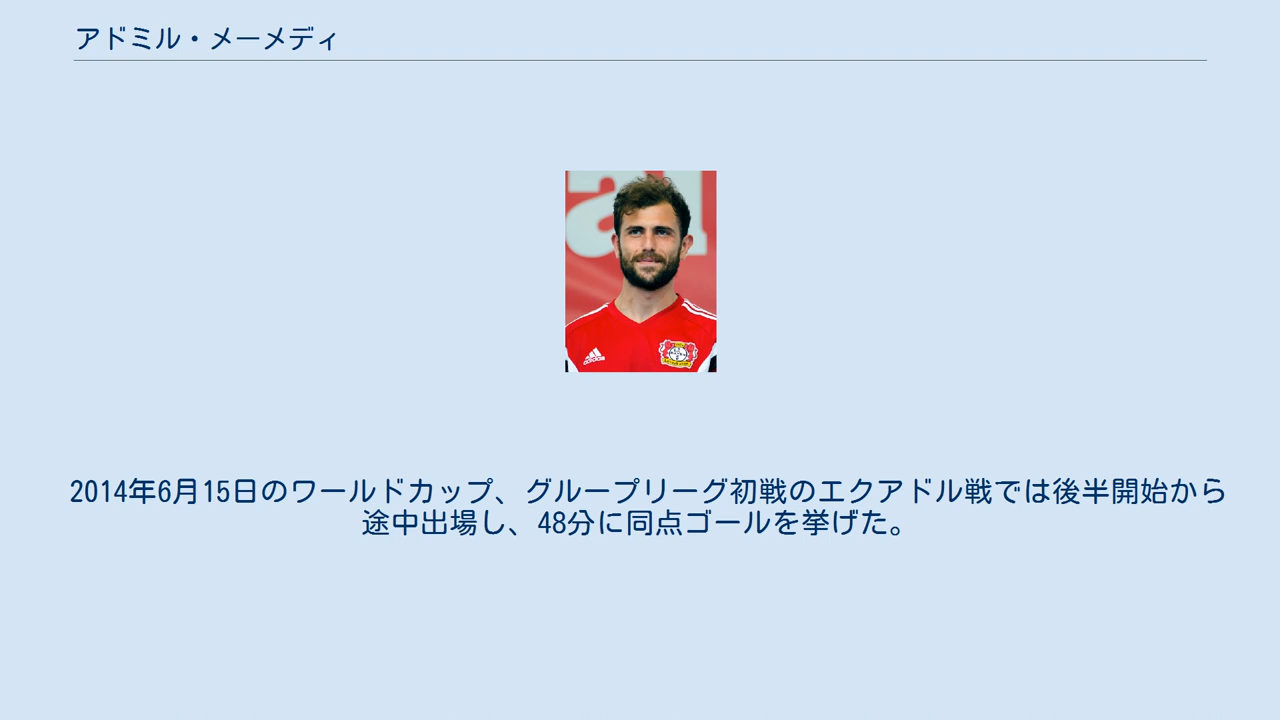 アドミル・メーメディ
al
adidas
2014年6月15日のワールドカップ、グループリーグ初戦のエクアドル戦では後半開始から
途中出場し、48分に同点ゴールを挙げた。